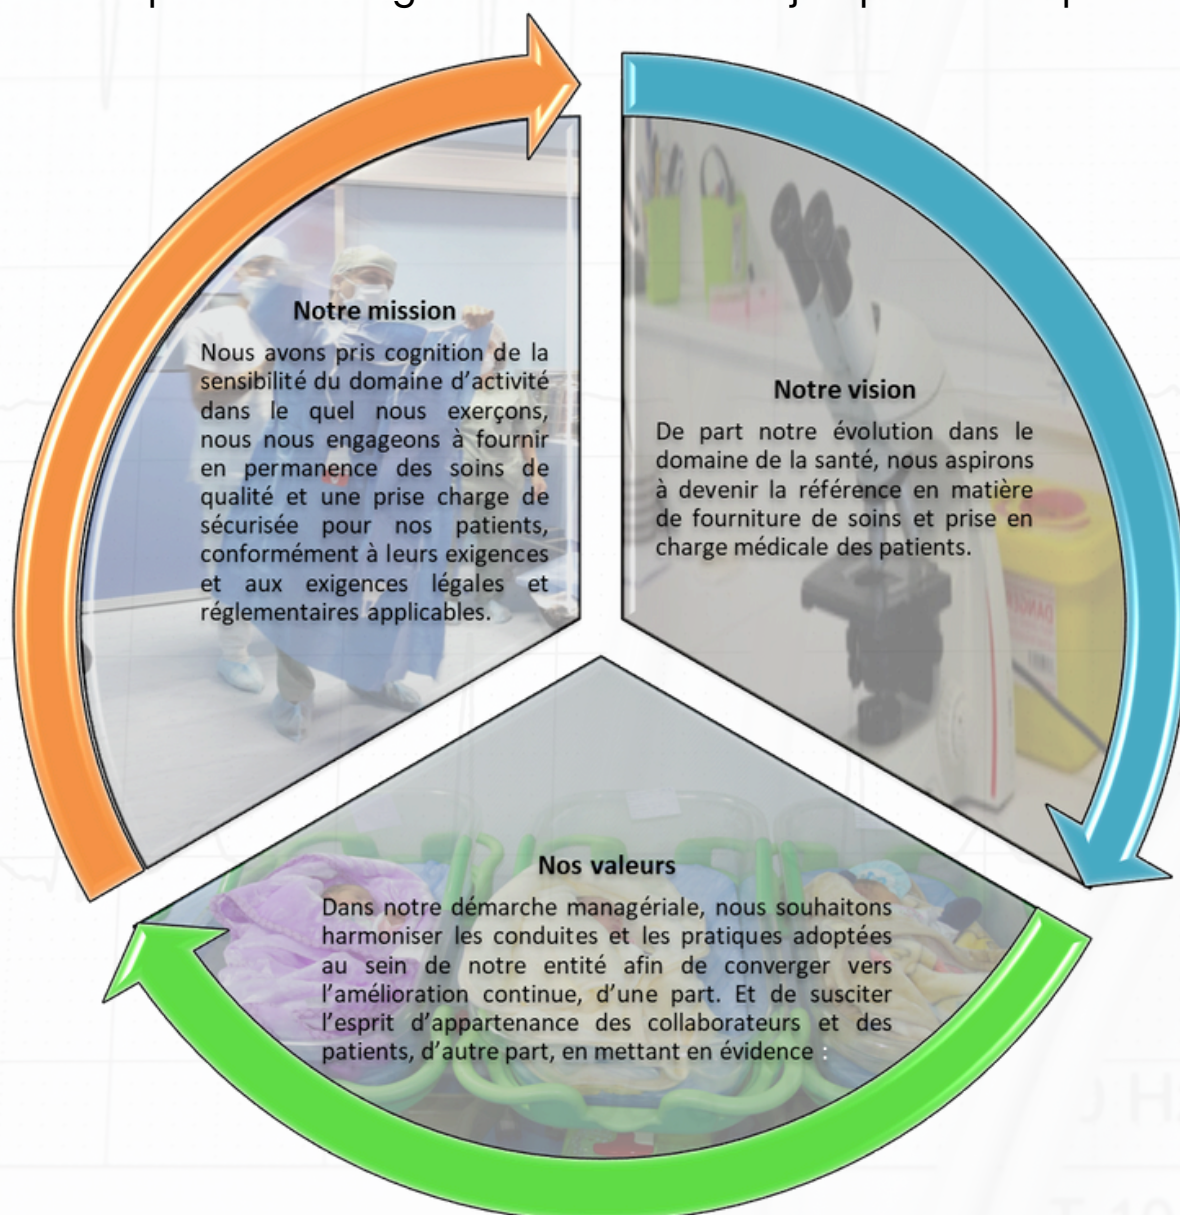 Notre mission
Nous avons pris cognition de la
sensibilité du domaine d'activité
dans le quel nous exerçons,
nous nous engageons à fournir
en permanence des soins de
qualité et une prise charge de
sécurisée pour nos patients,
conformément à leurs exigences
et aux exigences légales et
réglementaires applicables.
Notre vision
De part notre évolution dans le
domaine de la santé, nous aspirons
à devenir la référence en matière
de fourniture de soins et prise en
charge médicale des patients.
Nos valeurs
Dans notre démarche managériale, nous souhaitons
harmoniser les conduites et les pratiques adoptées
au sein de notre entité afin de converger vers
l'amélioration continue, d'une part. Et de susciter
l'esprit d'appartenance des collaborateurs et des
patients, d'autre part, en mettant en évidence :